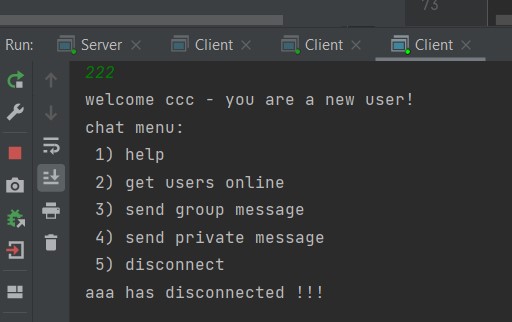 73
Run: Server Client Client Client
222
welcome ccc - you are a new user!
chat menu:
1) help
2) get users online
3) send group message
4) send private message
5) disconnect
aaa has disconnected !!!